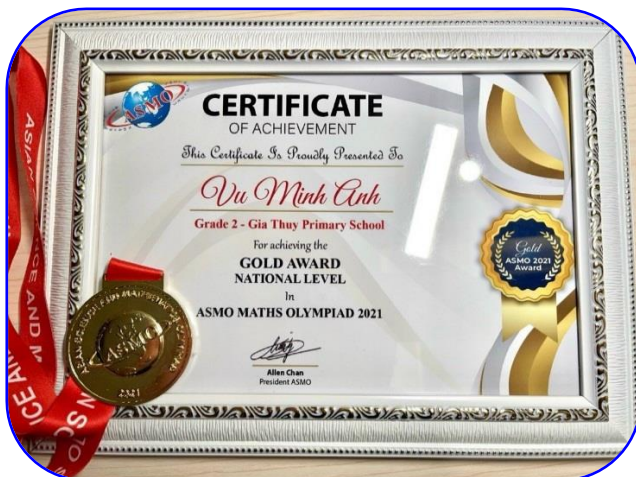 ASMO
CERTIFICATE
OF ACHIEVEMENT
This Certificate Is Proudly Presented To
Vu Minh Anh
Grade 2 - Gia Thuy Primary School
For achieving the
GOLD AWARD
NATIONAL LEVEL
In
ASMO MATHS OLYMPIAD 2021
Allen Chan
President ASMO
Gold
ASMO 2021
Award
ASMO
2021